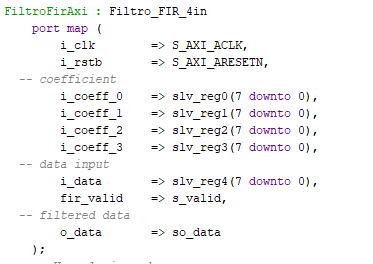 FiltroFirAxi : Filtro_FIR_4in
port map (
i_clk => S_AXI_ACLK,
i_rstb => S_AXI_ARESETN,
-- coefficient
i_coeff_0 => slv_reg0(7 downto 0),
i_coeff_1 => slv_reg1(7 downto 0),
i_coeff_2 => slv_reg2(7 downto 0),
i_coeff_3 => slv_reg3(7 downto 0),
-- data input
i_data => slv_reg4(7 downto 0),
fir_valid => s_valid,
-- filtered data
o_data => so_data
);